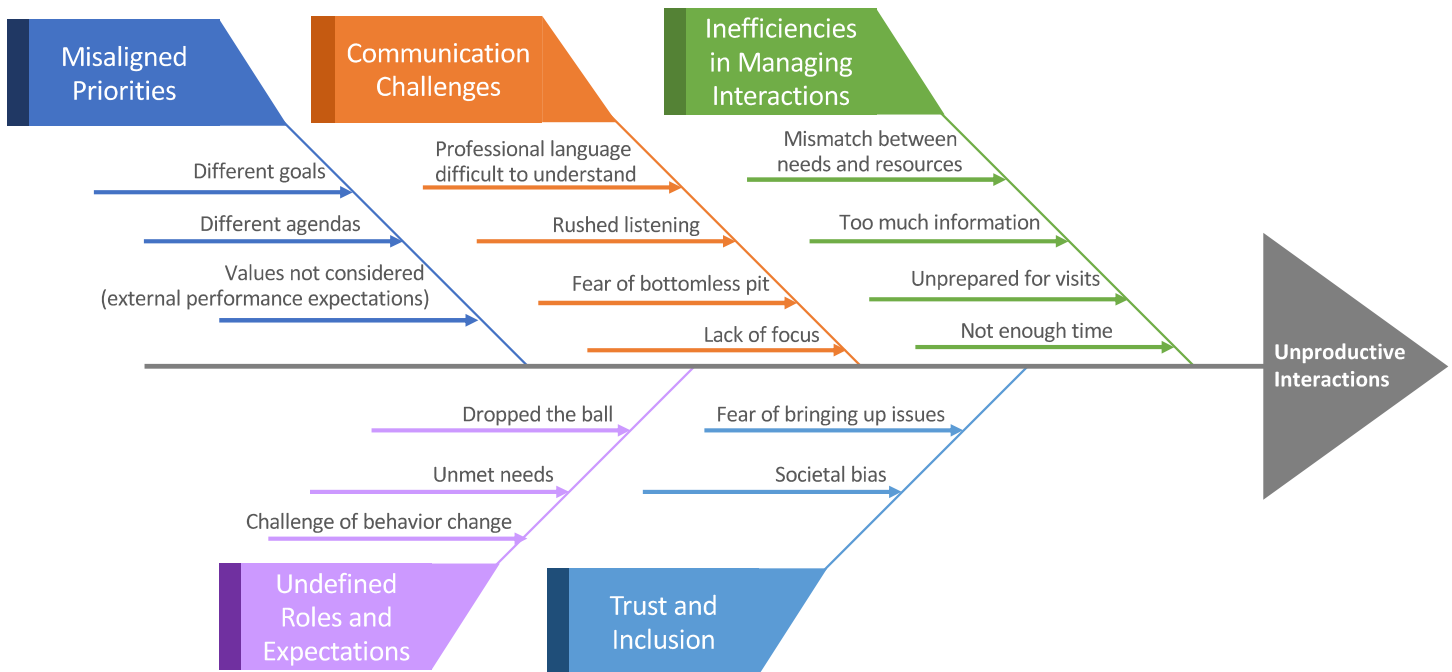 Misaligned
Priorities
Different goals
Different agendas
Values not considered
(external performance expectations)
Communication
Challenges
Professional language
difficult to understand
Rushed listening
Fear of bottomless pit
Lack of focus
Inefficiencies
in Managing
Interactions
Mismatch between
needs and resources
Too much information
Unprepared for visits
Not enough time
Unproductive
Interactions
Dropped the ball
Unmet needs
Challenge of behavior change
Undefined
Roles and
Expectations
Fear of bringing up issues
Societal bias
Trust and
Inclusion